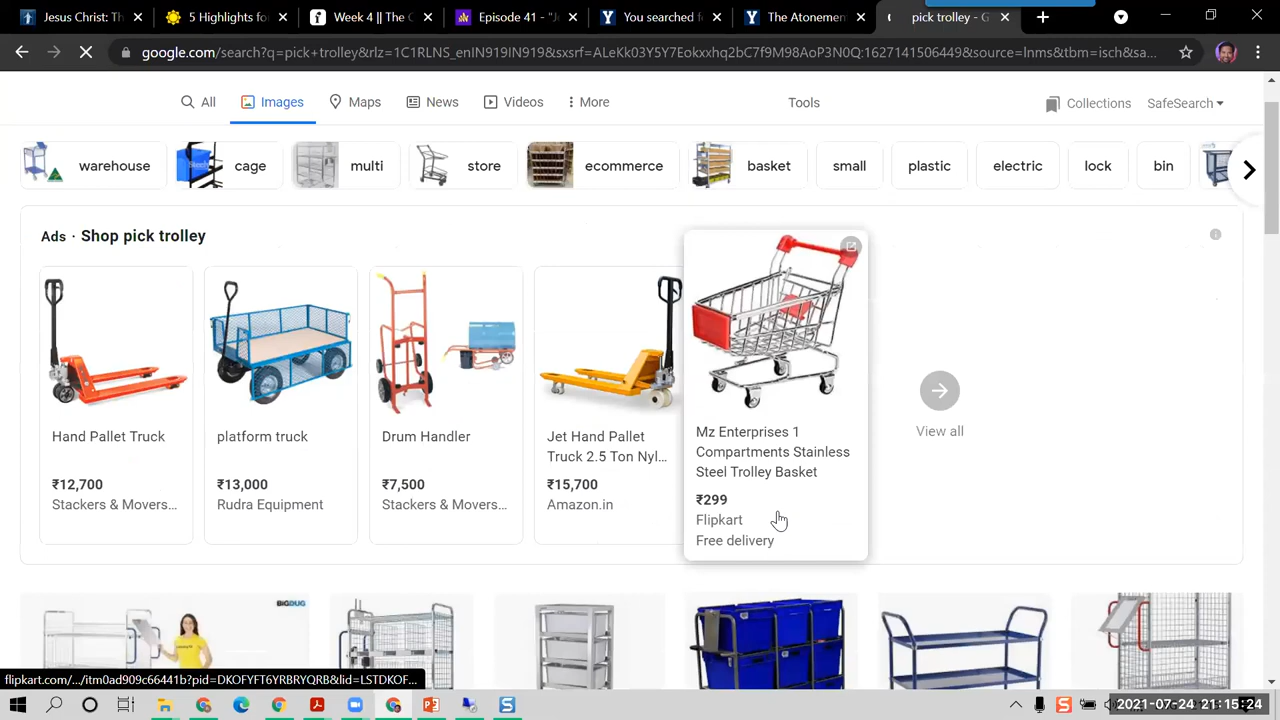 Jesus Christ: Th
5 Highlights fo
Word 4 || The C
Episode 41 - "Je
You searched f
The Atonemen
pick trolley - G
google.com/search?q=pick+trolley&rlz=1C1RLNS_enIN919IN919&sxsrf=ALeKk03Y5Y7Eokxxhq2bC7f9M98AoP3N0Q:1627141506449&source=lnms&tbm=isch&sa...
All
Images
Maps
News
Videos
More
Tools
Collections
SafeSearch
warehouse
cage
multi
store
ecommerce
basket
small
plastic
electric
lock
bin
Ads · Shop pick trolley
Hand Pallet Truck
₹12,700
Stackers & Movers...
platform truck
₹13,000
Rudra Equipment
Drum Handler
₹7,500
Stackers & Movers...
Jet Hand Pallet
Truck 2.5 Ton Nyl...
₹15,700
Amazon.in
Mz Enterprises 1
Compartments Stainless
Steel Trolley Basket
₹299
Flipkart
Free delivery
View all
BIGDUG
flipkart.com/.../itm0ad909c66441b?pid=DKOFYFT6YRBRYQRB&lid=LSTDKOF...
2021-07-24 21:15:24